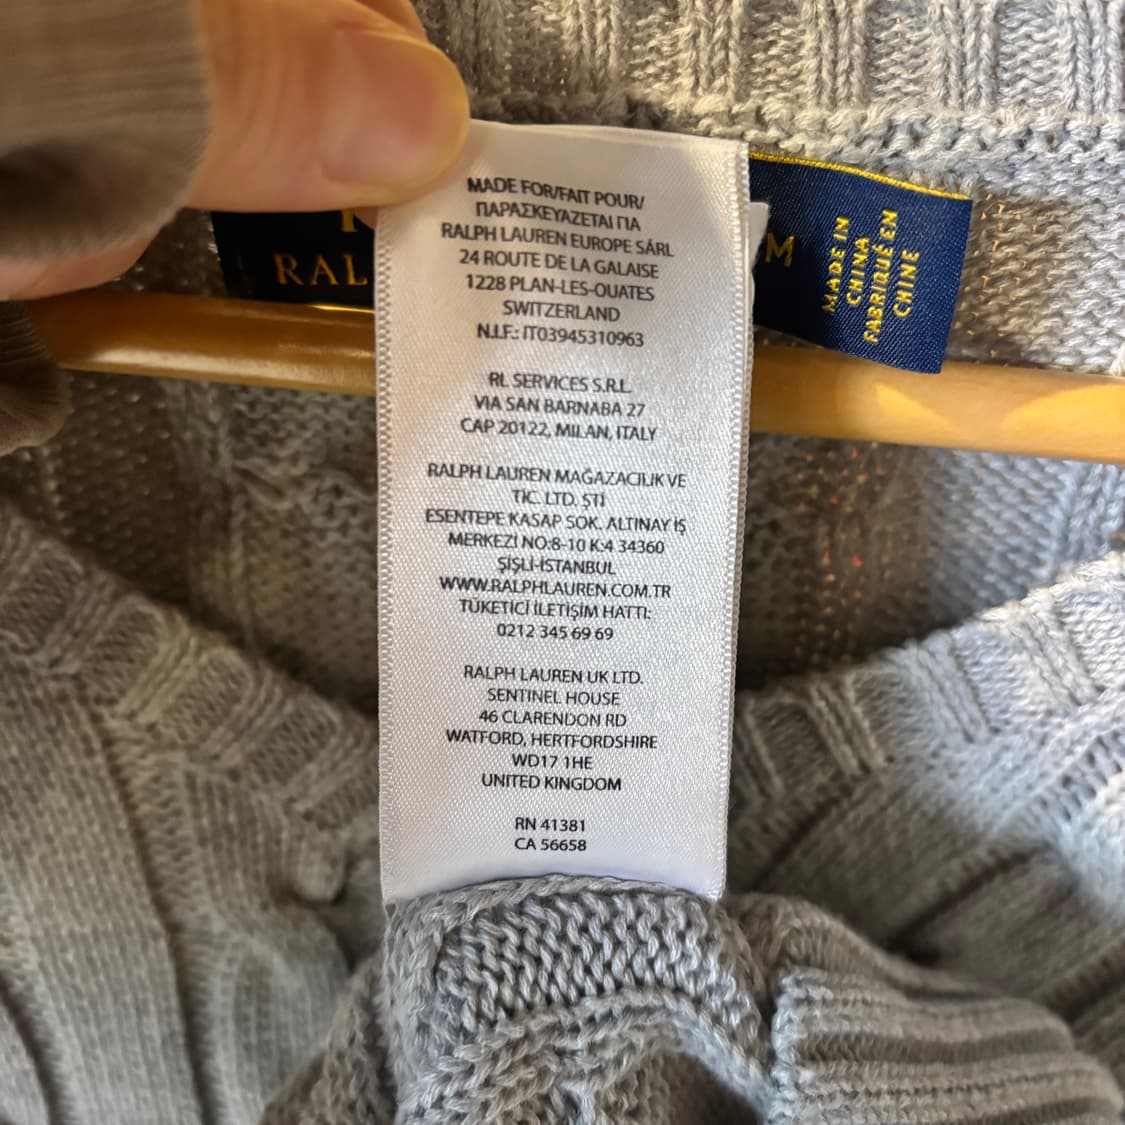 MADE FOR/FAIT POUR/
ΠΑΡΑΣΚΕΥΑΖΕΤΑΙ ΓΙΑ
RALPH LAUREN EUROPE SÁRL
24 ROUTE DE LA GALAISE
1228 PLAN-LES-OUATES
SWITZERLAND
N.I.F.: IT03945310963
RL SERVICES S.R.L.
VIA SAN BARNABA 27
CAP 20122, MILAN, ITALY
RALPH LAUREN MAĞAZACILIK VE
TİC. LTD. ŞTİ
ESENTEPE KASAP SOK. ALTINAY İŞ
MERKEZİ NO:8-10 K:4 34360
ŞİŞLİ-İSTANBUL
WWW.RALPHLAUREN.COM.TR
TÜKETİCİ İLETİŞİM HATTI:
0212 345 69 69
RALPH LAUREN UK LTD.
SENTINEL HOUSE
46 CLARENDON RD
WATFORD, HERTFORDSHIRE
WD17 1HE
UNITED KINGDOM
RN 41381
CA 56658
RAL
M
MADE IN
CHINA
FABRIQUÉ EN
CHINE